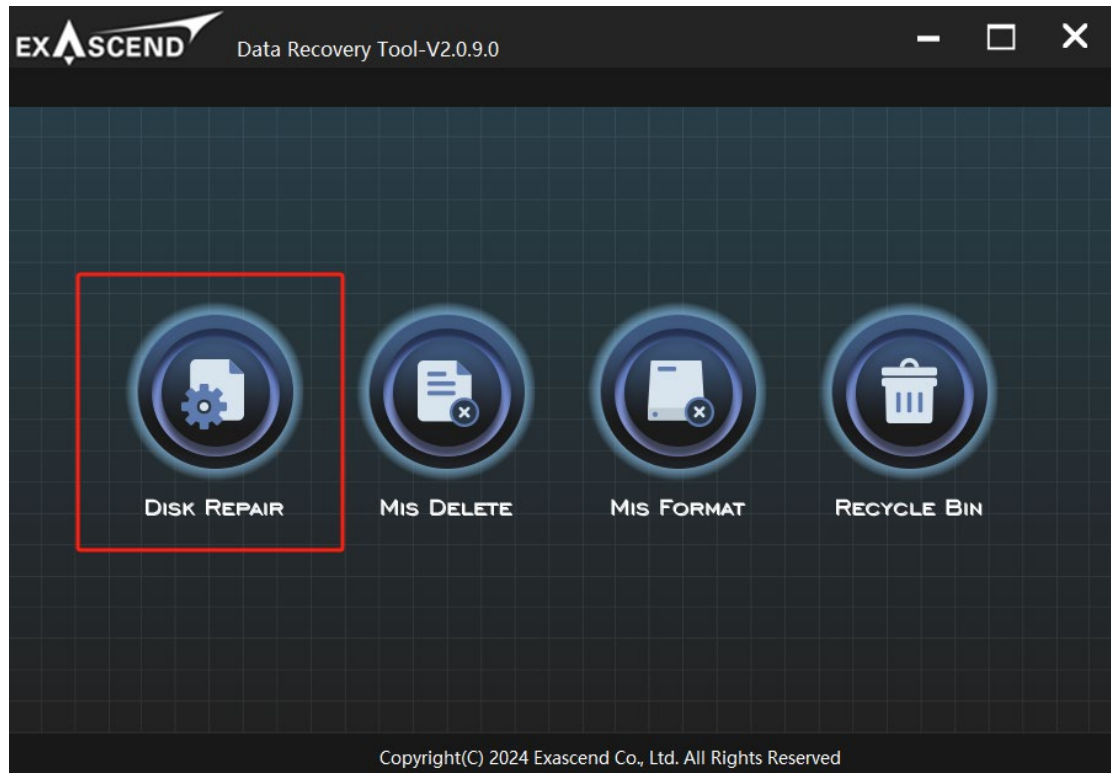 EXASCEND
Data Recovery Tool-V2.0.9.0
DISK REPAIR
MIS DELETE
MIS FORMAT
RECYCLE BIN
Copyright(C) 2024 Exascend Co., Ltd. All Rights Reserved